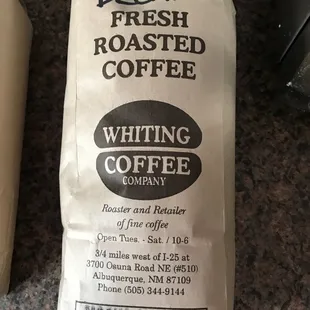 FRESH
ROASTED
COFFEE
WHITING
COFFEE
COMPANY
Roaster and Retailer
of fine coffee
Open Tues. - Sat. / 10-6
3/4 miles west of I-25 at
3700 Osuna Road NE (#510)
Albuquerque, NM 87109
Phone (505) 344-9144